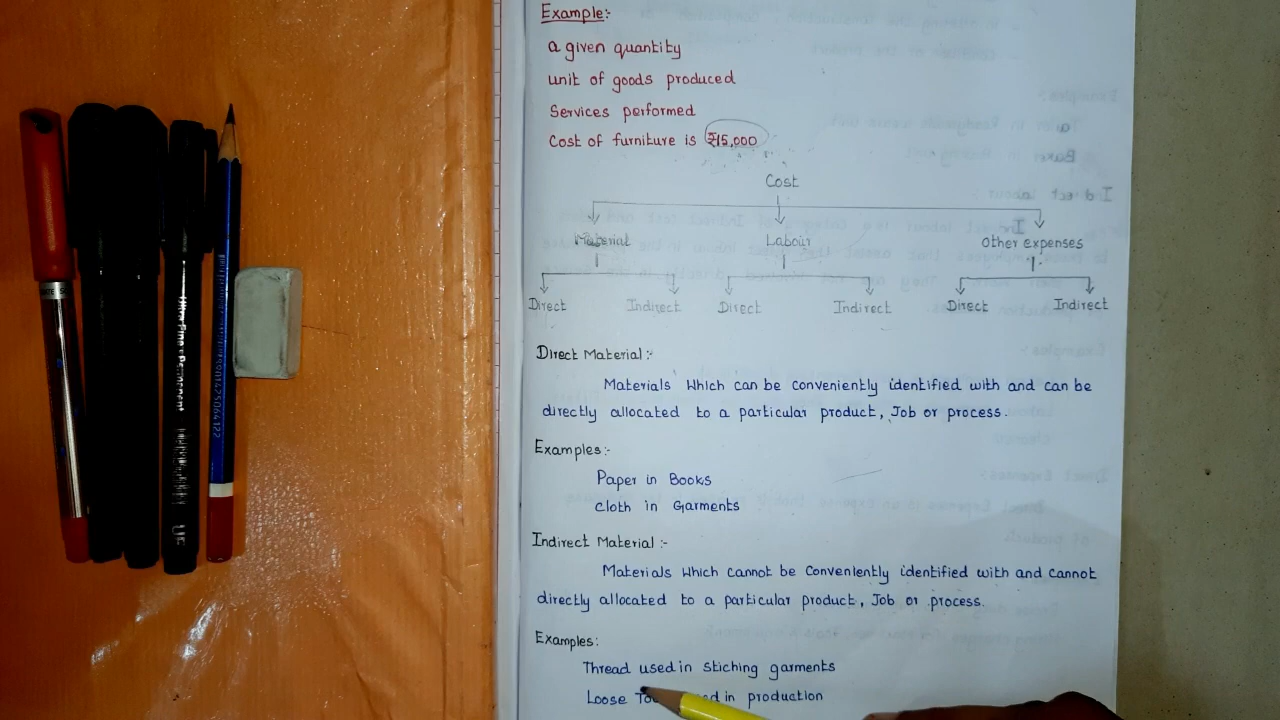 Example:-
a given quantity
unit of goods produced
Services performed
Cost of furniture is ₹15,000
Cost
Material Labour Other expenses
Direct Indirect Direct Indirect Direct Indirect
Direct Material :-
Materials which can be conveniently identified with and can be
directly allocated to a particular product, Job or process.
Examples:-
Paper in Books
cloth in Garments
Indirect Material :-
Materials which cannot be conveniently identified with and cannot
directly allocated to a particular product, Job or process.
Examples:
Thread used in stiching garments
Loose in production